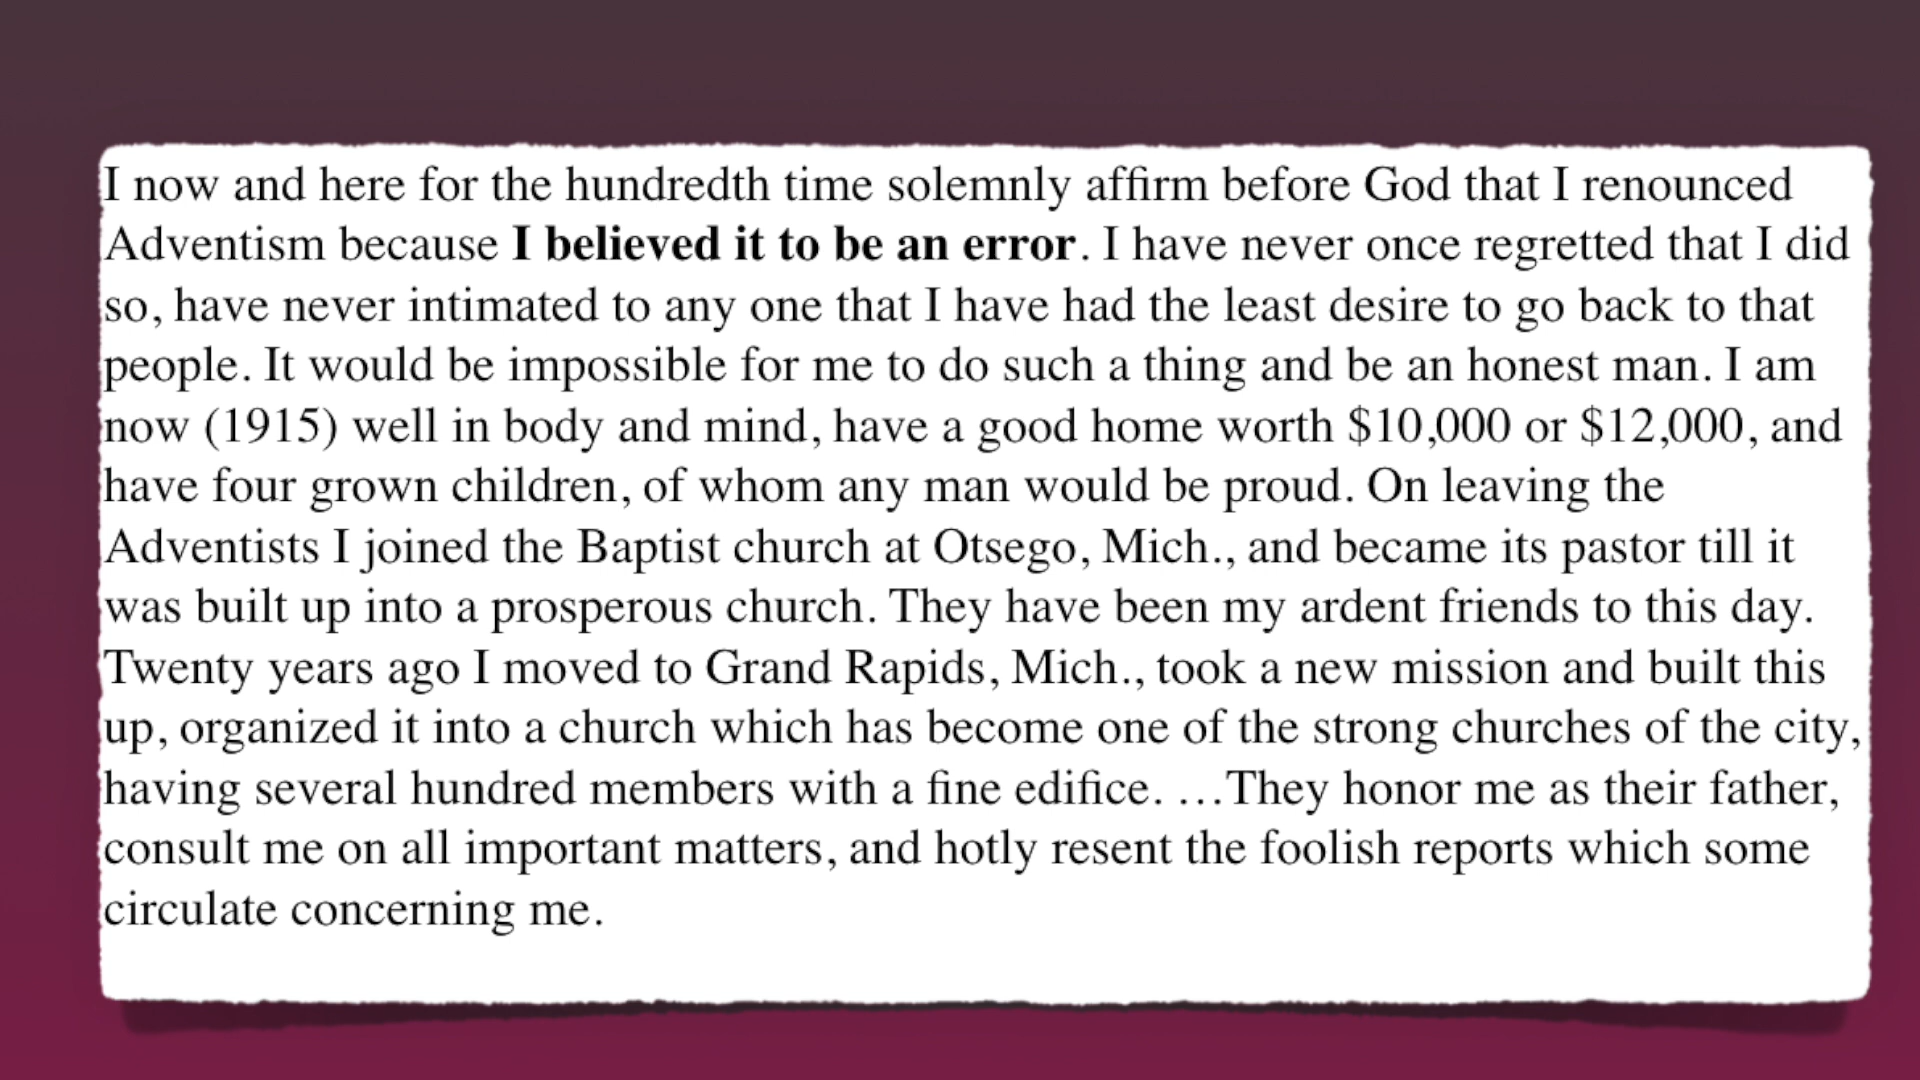 I now and here for the hundredth time solemnly affirm before God that I renounced
Adventism because I believed it to be an error. I have never once regretted that I did
so, have never intimated to any one that I have had the least desire to go back to that
people. It would be impossible for me to do such a thing and be an honest man. I am
now (1915) well in body and mind, have a good home worth $10,000 or $12,000, and
have four grown children, of whom any man would be proud. On leaving the
Adventists I joined the Baptist church at Otsego, Mich., and became its pastor till it
was built up into a prosperous church. They have been my ardent friends to this day.
Twenty years ago I moved to Grand Rapids, Mich., took a new mission and built this
up, organized it into a church which has become one of the strong churches of the city,
having several hundred members with a fine edifice. …They honor me as their father,
consult me on all important matters, and hotly resent the foolish reports which some
circulate concerning me.